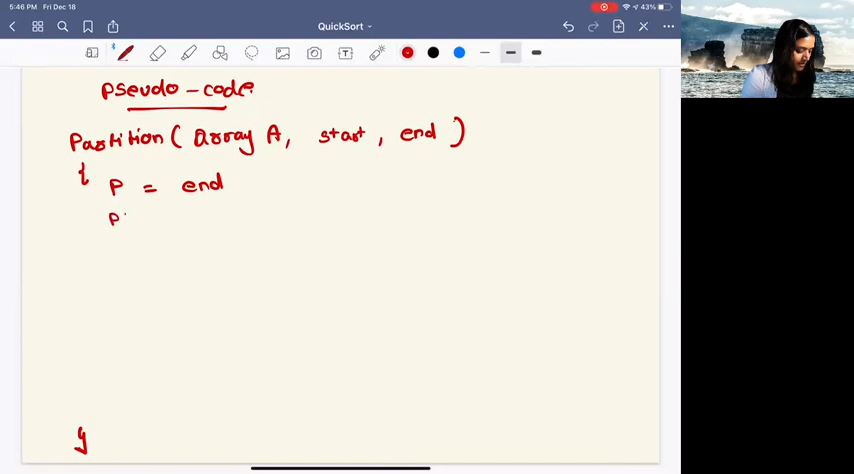 5:46 PM Fri Dec 18
43%
QuickSort
Pseudo-code
Partition( array A, start, end )
{
P = end
P
}